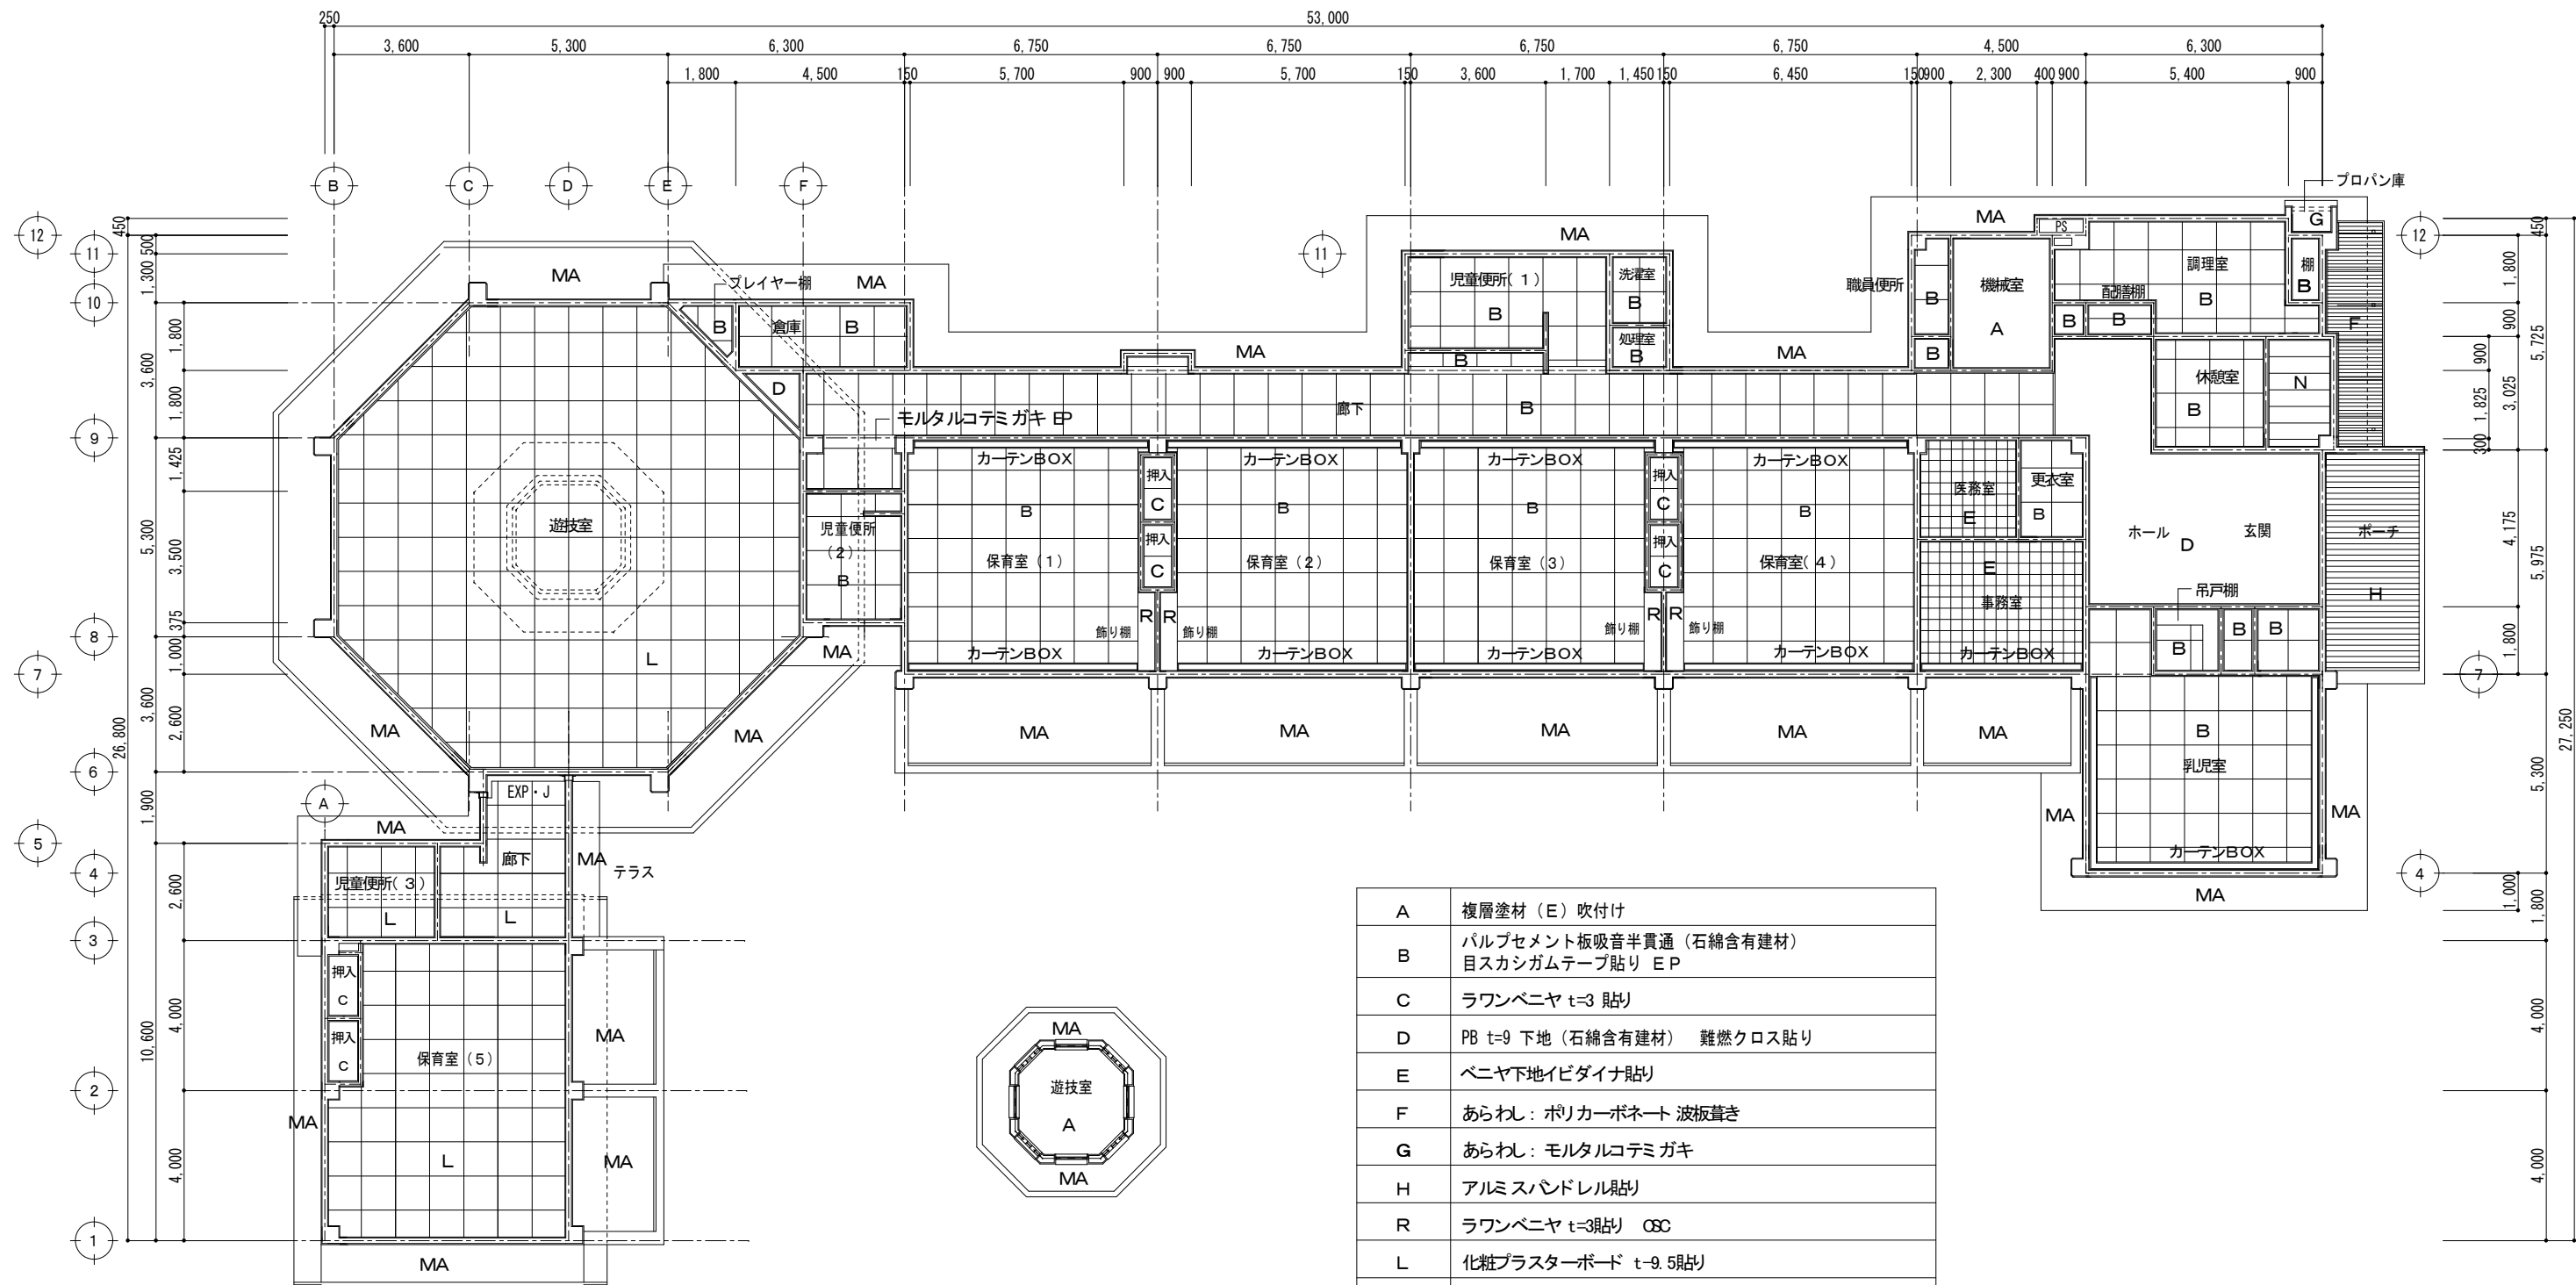 250
53,000
3,600
5,300
6,300
6,750
6,750
6,750
6,750
4,500
6,300
1,800
4,500
150
5,700
900
900
5,700
150
3,600
1,700
1,450
150
6,450
150
900
2,300
400
900
5,400
900
B
C
D
E
F
プロパン庫
G
12
11
10
9
8
7
6
5
4
3
2
1
A
11
12
7
4
450
1,300
500
1,800
3,600
1,800
1,425
5,300
3,500
375
1,000
3,600
2,600
26,800
1,900
2,600
4,000
10,600
4,000
450
1,800
900
5,725
900
1,825
3,025
300
4,175
5,975
1,800
27,250
5,300
1,000
1,800
4,000
4,000
MA
プレイヤー棚
MA
B
倉庫
B
D
モルタルコテミガキ EP
MA
MA
児童便所(1)
B
洗濯室
B
処理室
B
B
MA
MA
PS
職員便所
B
B
機械室
A
調理室
B
配膳棚
B
B
棚
B
F
休憩室
B
N
廊下
B
遊技室
L
児童便所
(2)
B
MA
カーテンBOX
B
保育室(1)
飾り棚
カーテンBOX
押入
C
押入
C
R
R
カーテンBOX
B
保育室(2)
飾り棚
カーテンBOX
カーテンBOX
B
保育室(3)
飾り棚
カーテンBOX
押入
C
押入
C
R
R
カーテンBOX
B
保育室(4)
飾り棚
カーテンBOX
医務室
E
更衣室
B
E
事務室
カーテンBOX
ホール
D
玄関
ポーチ
H
吊戸棚
B
B
B
MA
MA
MA
MA
MA
MA
MA
B
乳児室
カーテンBOX
MA
MA
MA
EXP・J
MA
廊下
MA
テラス
児童便所(3)
L
L
押入
C
押入
C
保育室(5)
MA
MA
MA
L
MA
MA
遊技室
A
MA
A 複層塗材(E)吹付け
B パルプセメント板吸音半貫通(石綿含有建材)
目スカシガムテープ貼り EP
C ラワンベニヤ t=3 貼り
D PB t=9 下地(石綿含有建材) 難燃クロス貼り
E ベニヤ下地イビダイナ貼り
F あらわし:ポリカーボネート 波板葺き
G あらわし:モルタルコテミガキ
H アルミスパンドレル貼り
R ラワンベニヤ t=3貼り OSC
L 化粧プラスターボード t-9.5貼り